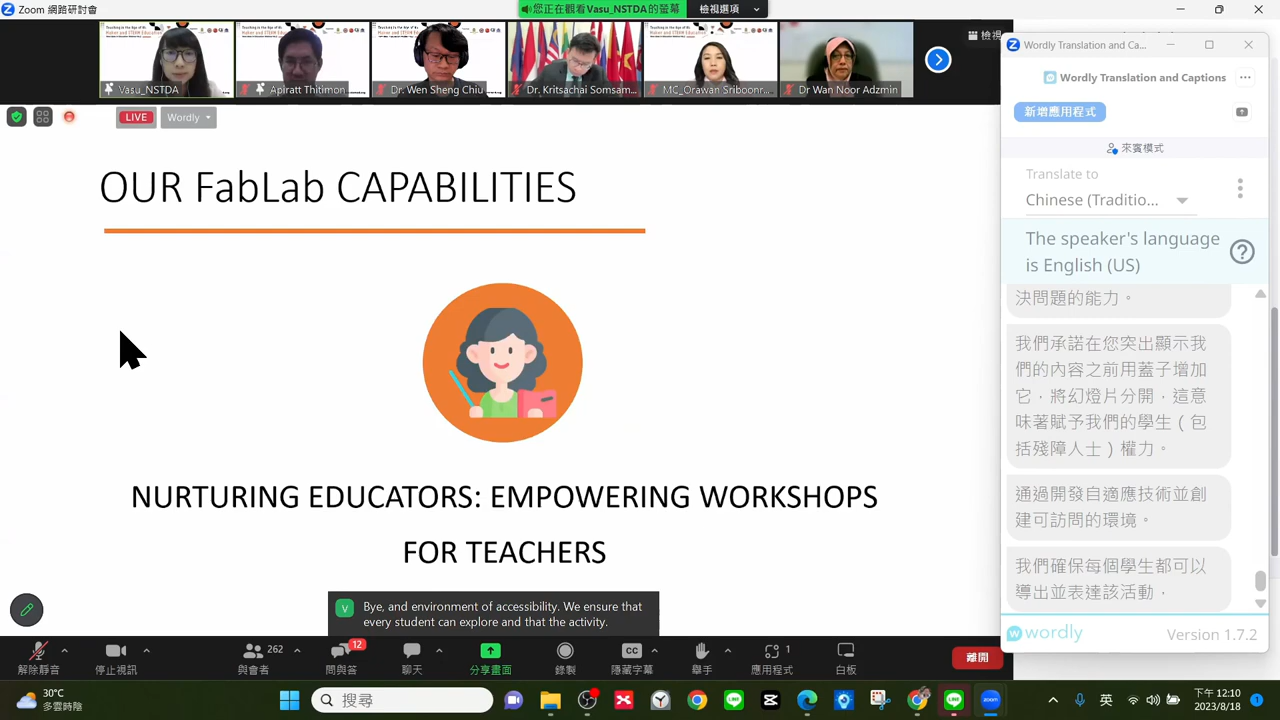 Zoom 網路研討會
您正在觀看Vasu_NSTDA的螢幕
檢視選項
Vasu_NSTDA
Apiratt Thitimon...
Dr. Wen Sheng Chiu
Dr. Kritsachai Somsam...
MC_Orawan Sriboonr...
Dr Wan Noor Adzmin
檢視
LIVE
Wordly
OUR FabLab CAPABILITIES
NURTURING EDUCATORS: EMPOWERING WORKSHOPS
FOR TEACHERS
V
Bye, and environment of accessibility. We ensure that
every student can explore and that the activity.
Wordly Translation and Capt...
Wordly Translation and Captions
新增應用程式
來賓模式
Translate to
Chinese (Traditio...
The speaker's language
is English (US)
決問題的能力。
我們承諾在您突出顯示我
們的內容之前用蓋子增加
它，將幻燈片分開，這意
味著賦予我們的學生（包
括殘障人士）權力。
通過開發自適應技術並創
建可訪問的環境。
我們確保每個學生都可以
導出並表達該活動，
wordly
Version 1.7.2
解除靜音
停止視訊
262
與會者
12
問與答
聊天
分享畫面
錄製
隱藏字幕
舉手
1
應用程式
白板
離開
30°C
多雲時陰
搜尋
英
下午 12:10
2023/8/18
1